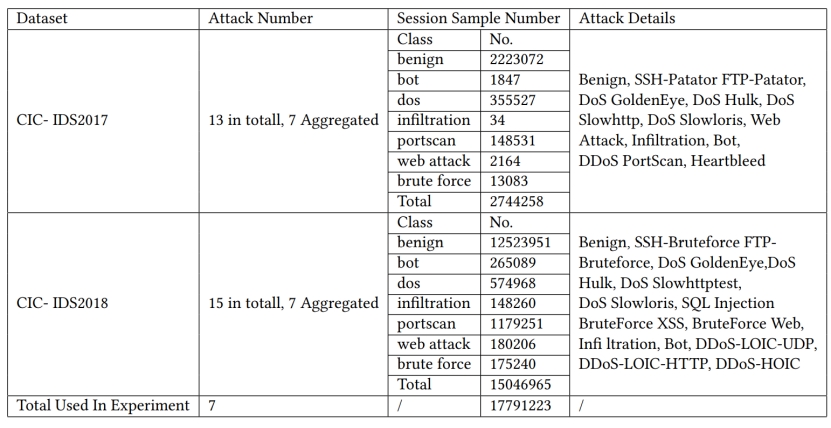 Dataset Attack Number Session Sample Number Attack Details
Class No.
benign 2223072
bot 1847
dos 355527
infiltration 34
portscan 148531
web attack 2164
brute force 13083
Total 2744258
CIC- IDS2017
13 in totall, 7 Aggregated
Benign, SSH-Patator FTP-Patator,
DoS GoldenEye, DoS Hulk, DoS
Slowhttp, DoS Slowloris, Web
Attack, Infiltration, Bot,
DDoS PortScan, Heartbleed
Class No.
benign 12523951
bot 265089
dos 574968
infiltration 148260
portscan 1179251
web attack 180206
brute force 175240
Total 15046965
CIC- IDS2018
15 in totall, 7 Aggregated
Benign, SSH-Bruteforce FTP-
Bruteforce, DoS GoldenEye,DoS
Hulk, DoS Slowhttptest,
DoS Slowloris, SQL Injection
BruteForce XSS, BruteForce Web,
Infi ltration, Bot, DDoS-LOIC-UDP,
DDoS-LOIC-HTTP, DDoS-HOIC
Total Used In Experiment 7 / 17791223 /